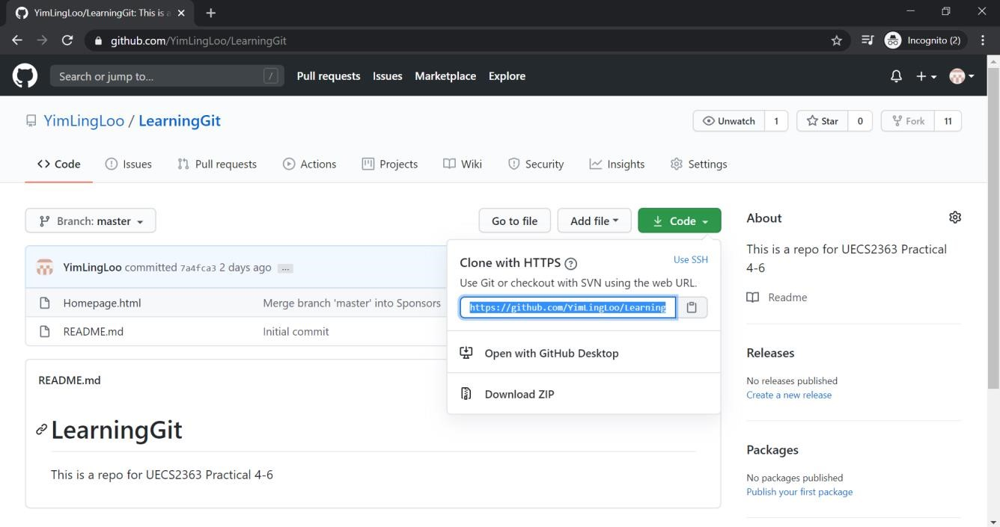 YimLingLoo/LearningGit: This is a
github.com/YimLingLoo/LearningGit
Incognito (2)
Search or jump to...
/
Pull requests
Issues
Marketplace
Explore
YimLingLoo / LearningGit
Unwatch 1
Star 0
Fork 11
Code
Issues
Pull requests
Actions
Projects
Wiki
Security
Insights
Settings
Branch: master
Go to file
Add file
Code
YimLingLoo committed 7a4fca3 2 days ago ...
Homepage.html Merge branch 'master' into Sponsors
README.md Initial commit
Clone with HTTPS ?
Use SSH
Use Git or checkout with SVN using the web URL.
https://github.com/YimLingLoo/Learning
Open with GitHub Desktop
Download ZIP
README.md
LearningGit
This is a repo for UECS2363 Practical 4-6
About
This is a repo for UECS2363 Practical
4-6
Readme
Releases
No releases published
Create a new release
Packages
No packages published
Publish your first package